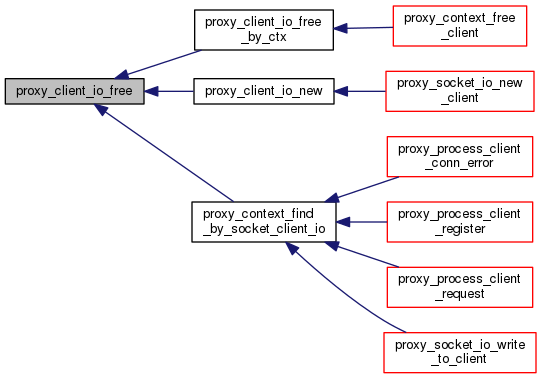 proxy_client_io_free
proxy_client_io_free
_by_ctx
proxy_context_free
_client
proxy_client_io_new
proxy_socket_io_new
_client
proxy_context_find
_by_socket_client_io
proxy_process_client
_conn_error
proxy_process_client
_register
proxy_process_client
_request
proxy_socket_io_write
_to_client